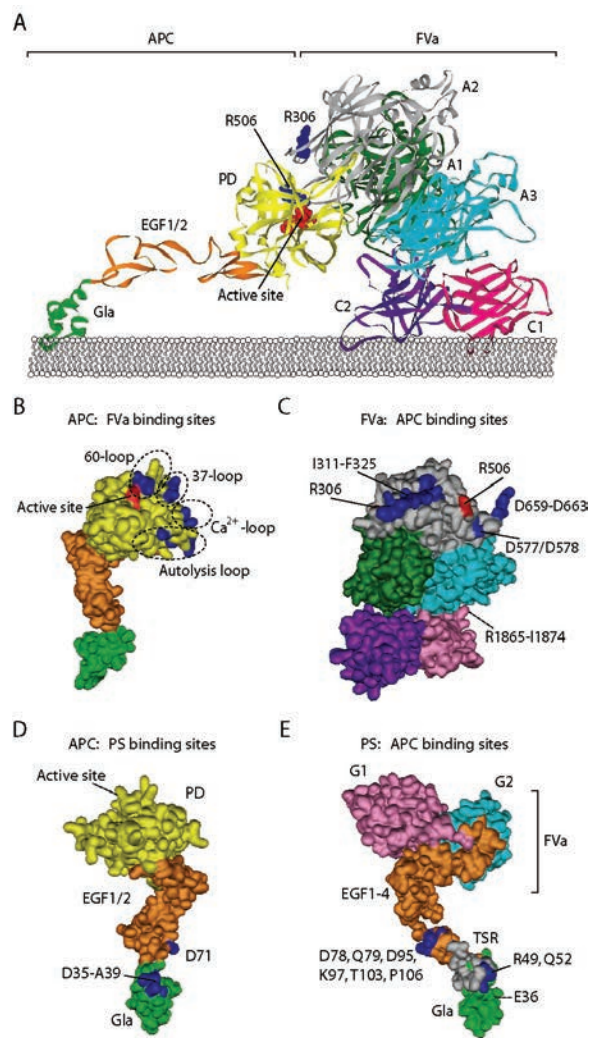 A
APC
FVa
A2
R506
R306
PD
A1
A3
EGF1/2
Active site
Gla
C2
C1
B
APC: FVa binding sites
60-loop
37-loop
Active site
Ca²⁺-loop
Autolysis loop
C
FVa: APC binding sites
I311-F325
R306
R506
D659-D663
D577/D578
R1865-I1874
D
APC: PS binding sites
Active site
PD
EGF1/2
D71
D35-A39
Gla
E
PS: APC binding sites
G1
G2
FVa
EGF1-4
TSR
D78, Q79, D95,
K97, T103, P106
R49, Q52
E36
Gla